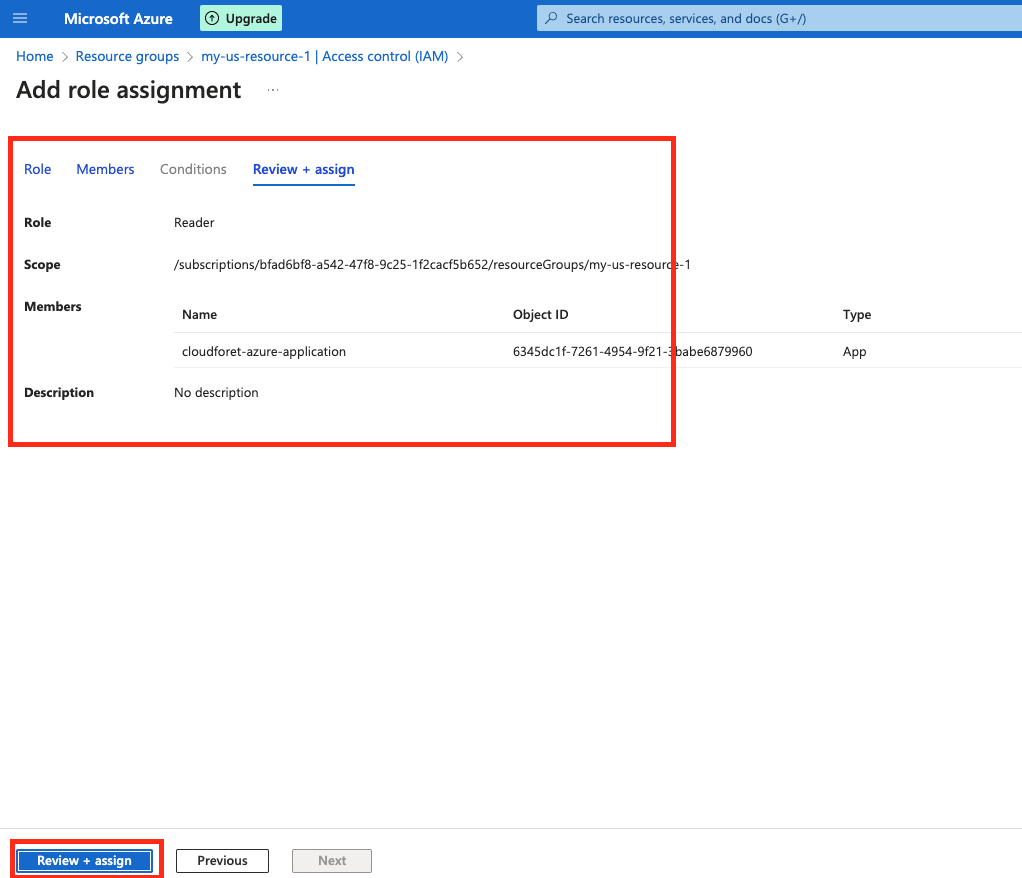 Microsoft Azure Upgrade Search resources, services, and docs (G+/)
Home > Resource groups > my-us-resource-1 | Access control (IAM) >
Add role assignment ...
Role Members Conditions Review + assign
Role Reader
Scope /subscriptions/bfad6bf8-a542-47f8-9c25-1f2cacf5b652/resourceGroups/my-us-resource-1
Members Name Object ID Type
cloudforet-azure-application 6345dc1f-7261-4954-9f21-3babe6879960 App
Description No description
Review + assign Previous Next